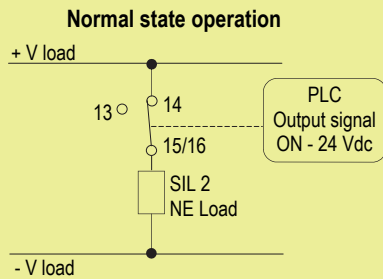 Normal state operation
+ V load
13
14
15/16
PLC
Output signal
ON - 24 Vdc
SIL 2
NE Load
- V load